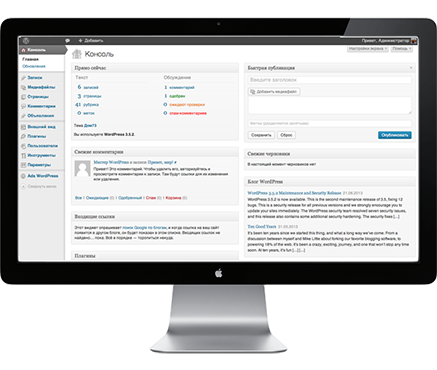 Добавить
Привет, Администратор
Консоль
Главная
Обновления
Записи
Медиафайлы
Страницы
Комментарии
Объявления
Внешний вид
Плагины
Пользователи
Инструменты
Параметры
Ads WordPress
Свернуть меню
Настройки экрана
Помощь
Консоль
Прямо сейчас
Текст
Обсуждения
6 записей
1 комментарий
3 страницы
1 одобрен
41 рубрика
0 ожидают проверки
0 меток
0 спам-комментариев
Тема
Вы используете WordPress 3.5.2
Свежие комментарии
WordPress к записи Привет, мир! #
Привет! Это комментарий. Чтобы удалить его, авторизуйтесь и
просмотрите комментарии к записи. Там будут ссылки для их изменения
или удаления.
Все | Ожидающие (0) | Одобренный | Спам (0) | Корзина (0)
Входящие ссылки
Этот виджет опрашивает поиск Google по блогам, и когда ссылка на ваш сайт
появится в другом блоге, он будет показан в этом списке. Входящих ссылок не
найдено... пока. Всё в порядке — торопиться некуда.
Плагины
Быстрая публикация
Введите заголовок
Добавить медиафайл
Метки (разделяются запятыми)
Сохранить
Сброс
Опубликовать
Свежие черновики
В настоящий момент черновиков нет
Блог WordPress
WordPress 3.5.2 Maintenance and Security Release 21.06.2013
WordPress 3.5.2 is now available. This is the second maintenance release of 3.5, fixing 12
bugs. This is a security release for all previous versions and we strongly encourage you to
update your sites immediately. The WordPress security team resolved seven security issues, and
this release also contains some additional security hardening. The security fixes
Ten Good Years
It's been ten years since we started this thing, and what a long way we've come. From a
discussion between myself and Mike Little about forking our favorite blogging software, to
powering 18% of the web. It's been a crazy, exciting, journey, and one that won't stop any time
soon. At ten years, it's fun